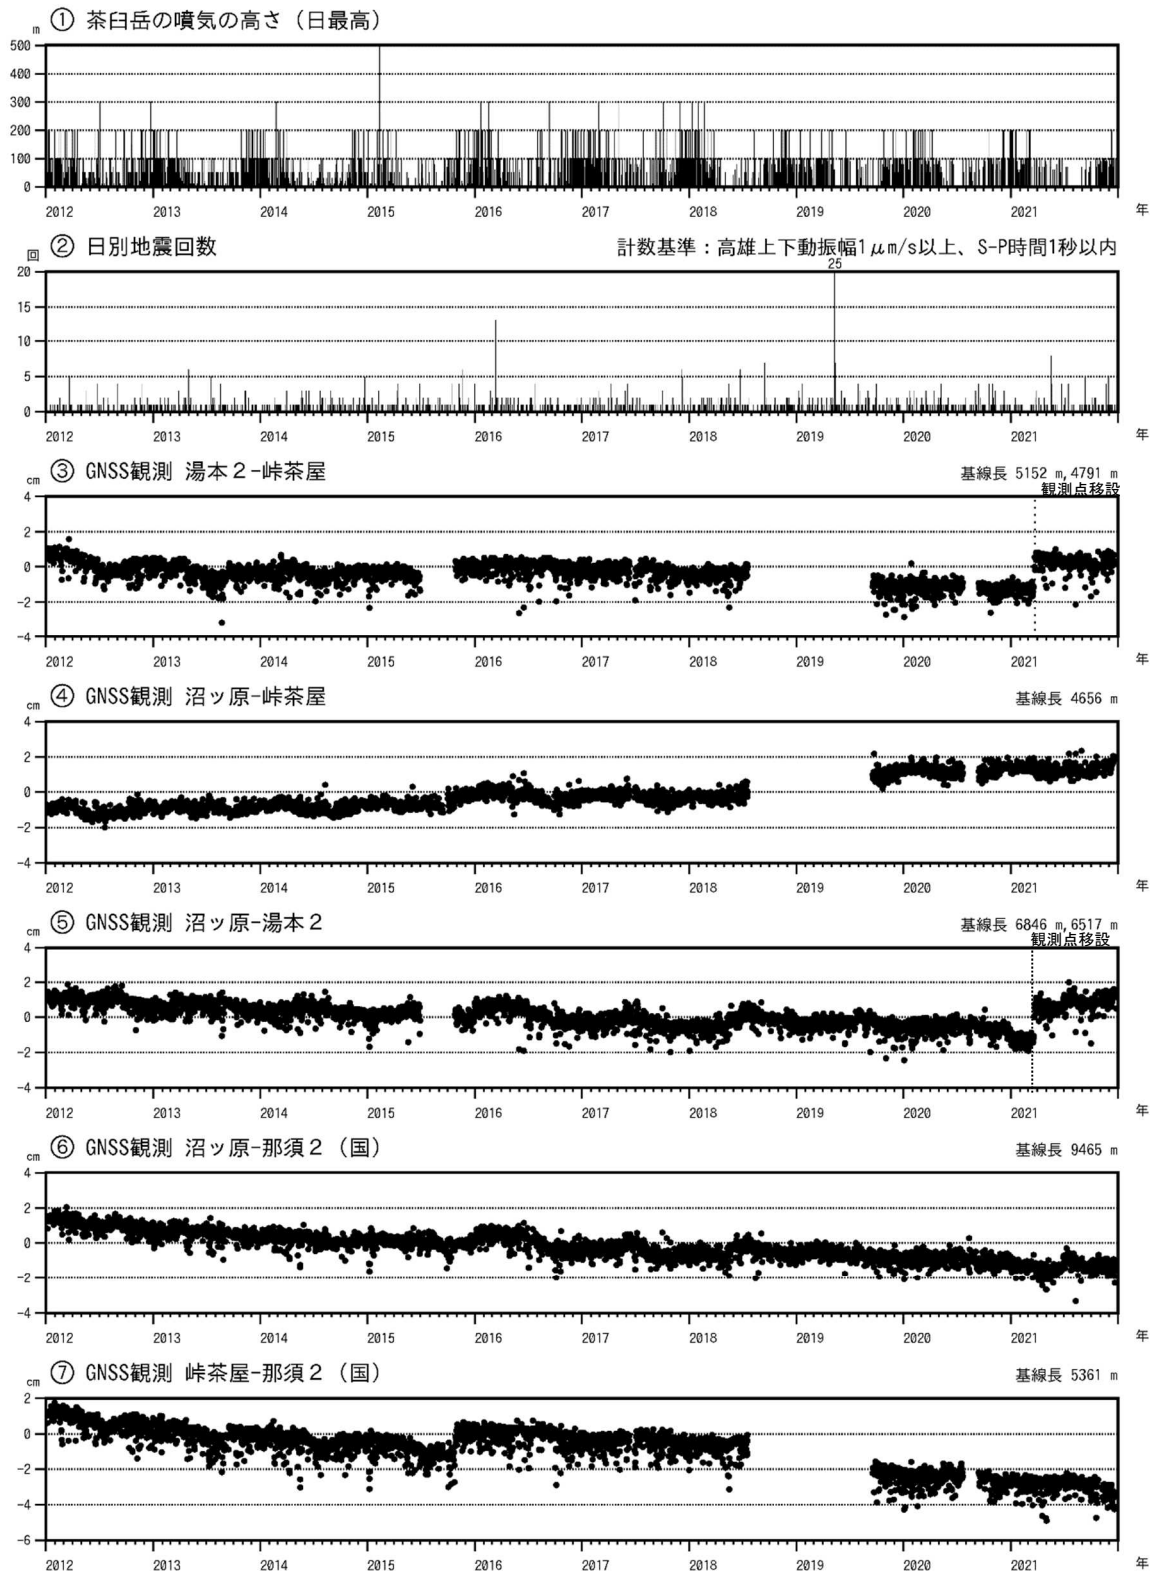 ① 茶臼岳の噴気の高さ（日最高）
m
500
400
300
200
100
0
2012 2013 2014 2015 2016 2017 2018 2019 2020 2021 年
② 日別地震回数 計数基準：高雄上下動振幅1μm/s以上、S-P時間1秒以内
回
25
20
15
10
5
0
2012 2013 2014 2015 2016 2017 2018 2019 2020 2021 年
③ GNSS観測 湯本２-峠茶屋 基線長 5152 m,4791 m
cm
観測点移設
4
2
0
-2
-4
2012 2013 2014 2015 2016 2017 2018 2019 2020 2021 年
④ GNSS観測 沼ッ原-峠茶屋 基線長 4656 m
cm
4
2
0
-2
-4
2012 2013 2014 2015 2016 2017 2018 2019 2020 2021 年
⑤ GNSS観測 沼ッ原-湯本２ 基線長 6846 m,6517 m
cm
観測点移設
4
2
0
-2
-4
2012 2013 2014 2015 2016 2017 2018 2019 2020 2021 年
⑥ GNSS観測 沼ッ原-那須２（国） 基線長 9465 m
cm
4
2
0
-2
-4
2012 2013 2014 2015 2016 2017 2018 2019 2020 2021 年
⑦ GNSS観測 峠茶屋-那須２（国） 基線長 5361 m
cm
2
0
-2
-4
-6
2012 2013 2014 2015 2016 2017 2018 2019 2020 2021 年